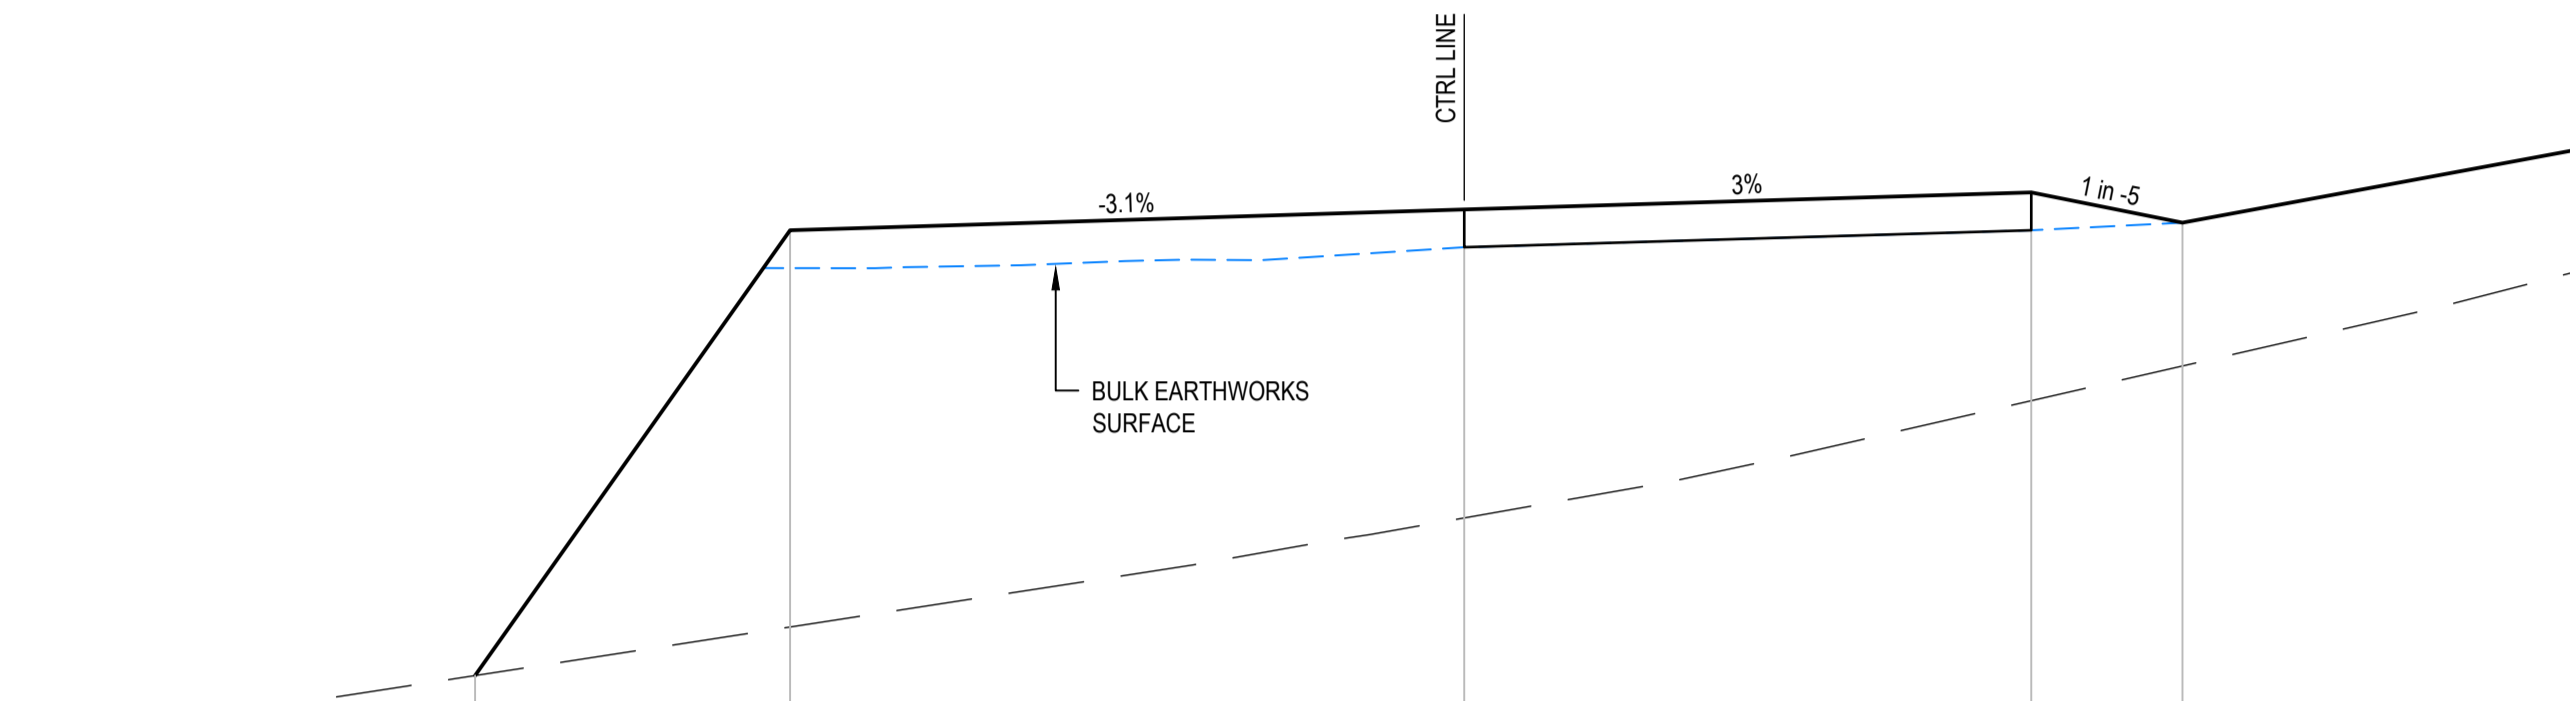 CTRL LINE
-3.1%
3%
1 in -5
BULK EARTHWORKS
SURFACE